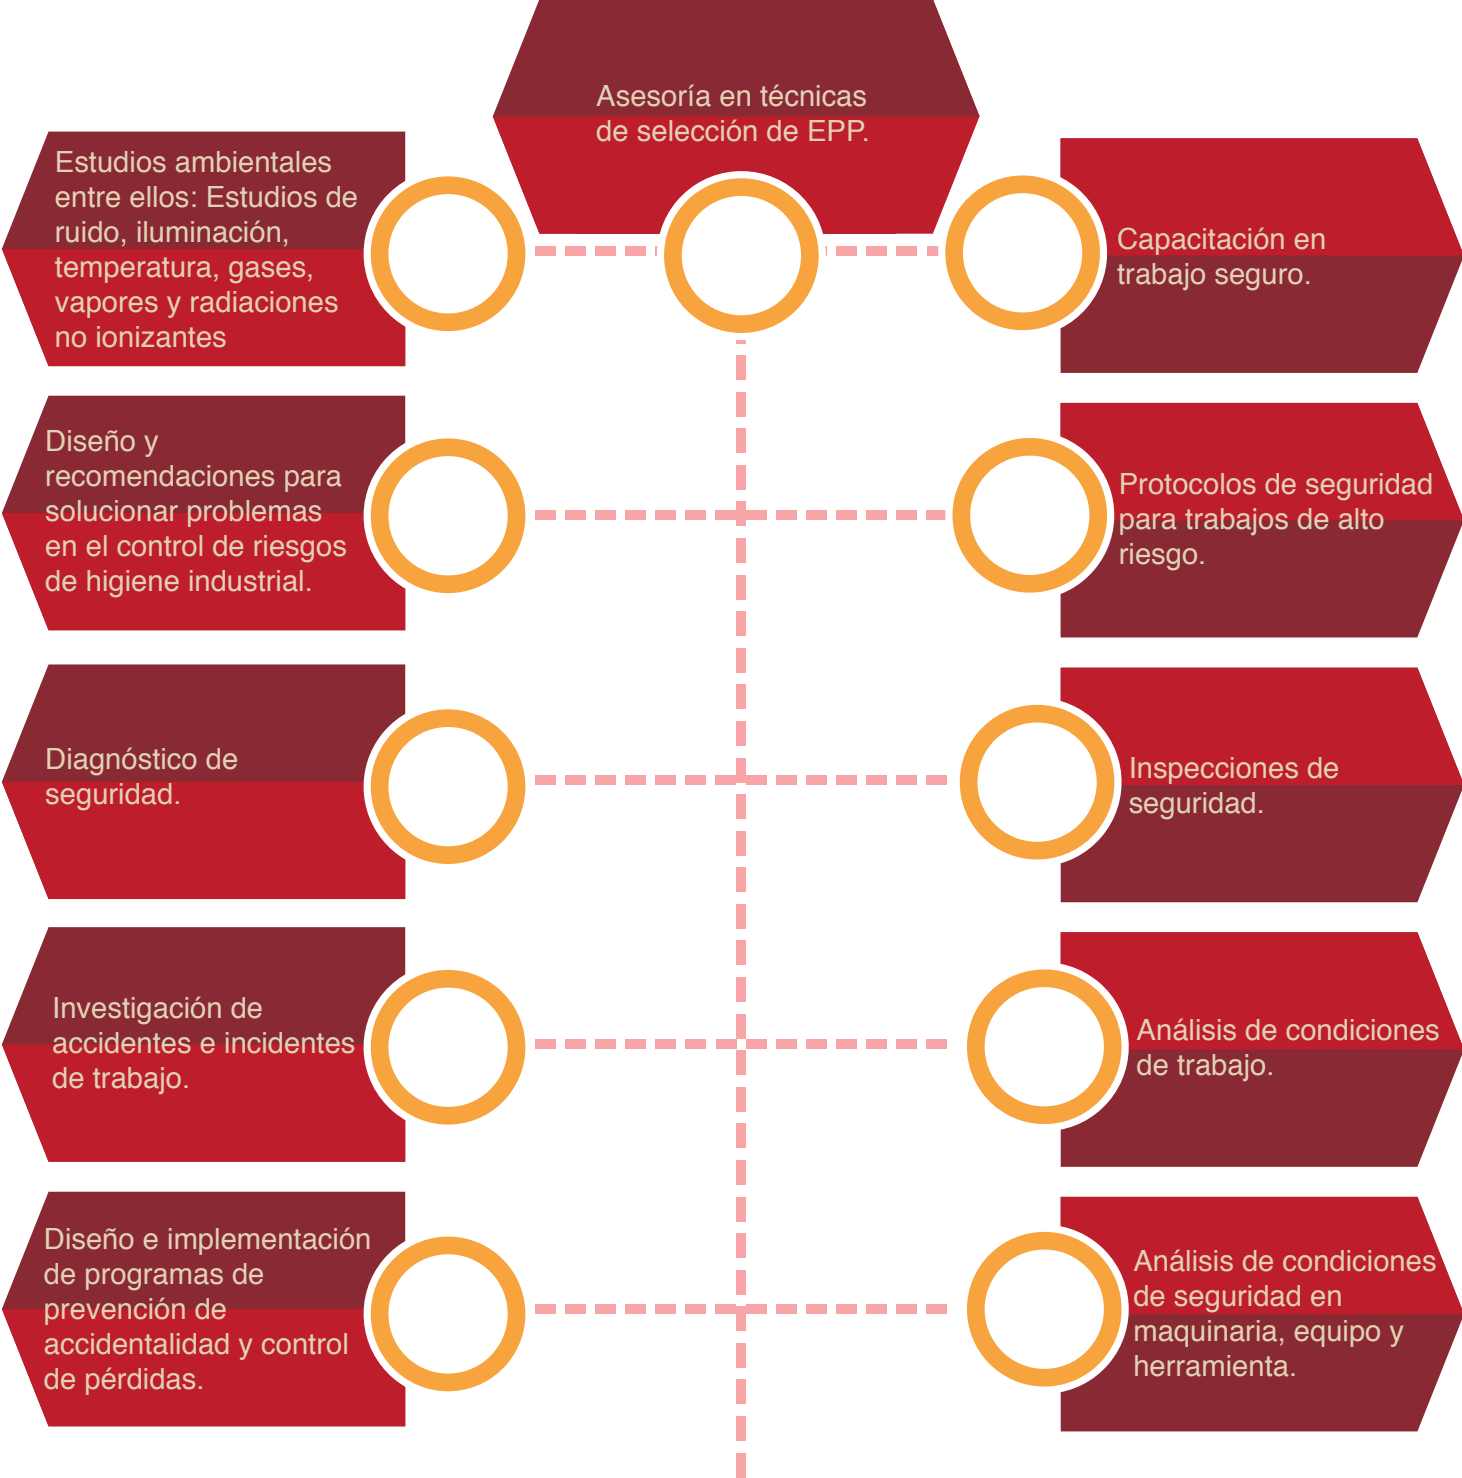 Asesoría en técnicas
de selección de EPP.
Estudios ambientales
entre ellos: Estudios de
ruido, iluminación,
temperatura, gases,
vapores y radiaciones
no ionizantes
Capacitación en
trabajo seguro.
Diseño y
recomendaciones para
solucionar problemas
en el control de riesgos
de higiene industrial.
Protocolos de seguridad
para trabajos de alto
riesgo.
Diagnóstico de
seguridad.
Inspecciones de
seguridad.
Investigación de
accidentes e incidentes
de trabajo.
Análisis de condiciones
de trabajo.
Diseño e implementación
de programas de
prevención de
accidentalidad y control
de pérdidas.
Análisis de condiciones
de seguridad en
maquinaria, equipo y
herramienta.